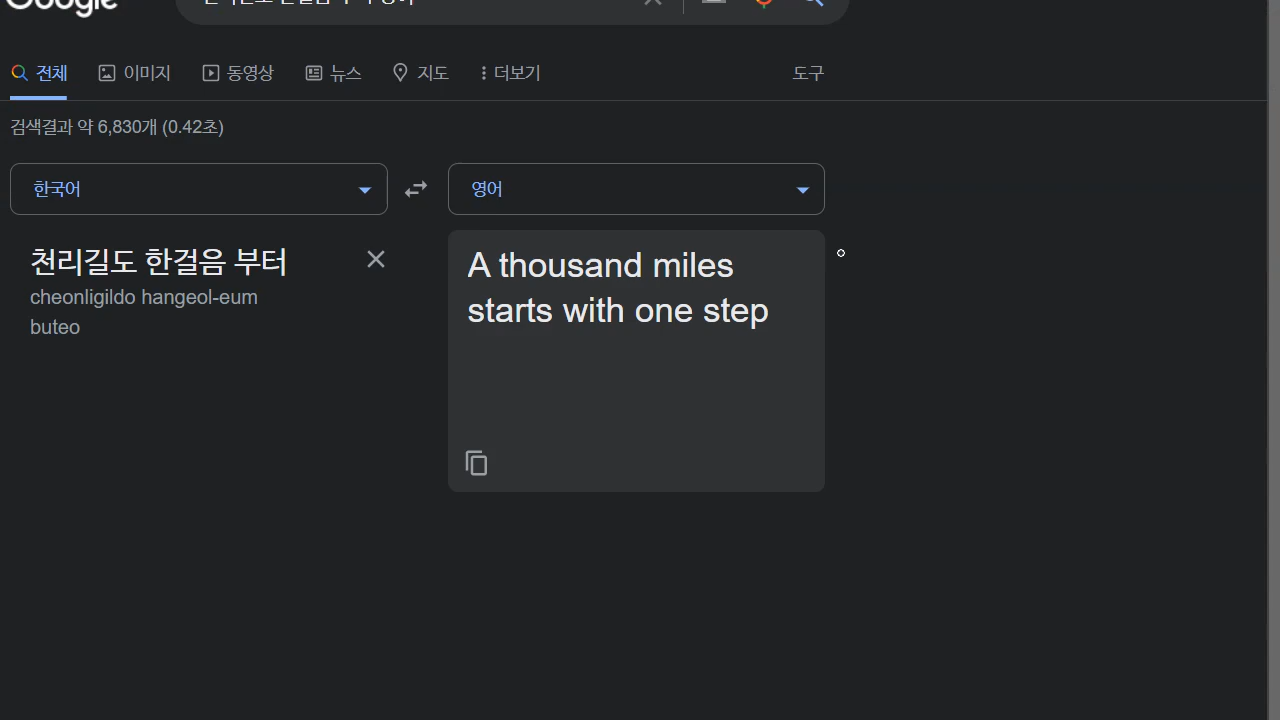 Google
전체
이미지
동영상
뉴스
지도
더보기
도구
검색결과 약 6,830개 (0.42초)
한국어
영어
천리길도 한걸음 부터
cheonligildo hangeol-eum
buteo
A thousand miles
starts with one step